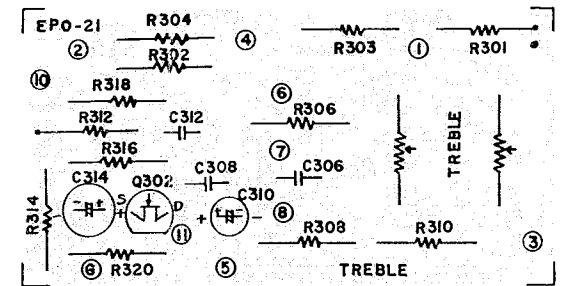 EPO-21
R304
② ④
R302
R303 ① R301
⑩
R318
⑥
R306
R312 C312
TREBLE
R316
⑦
C314 Q302 C308 C306
C310
R314
- + S D + - ⑧
⑪
R308 R310
③
G R320 ⑤ TREBLE